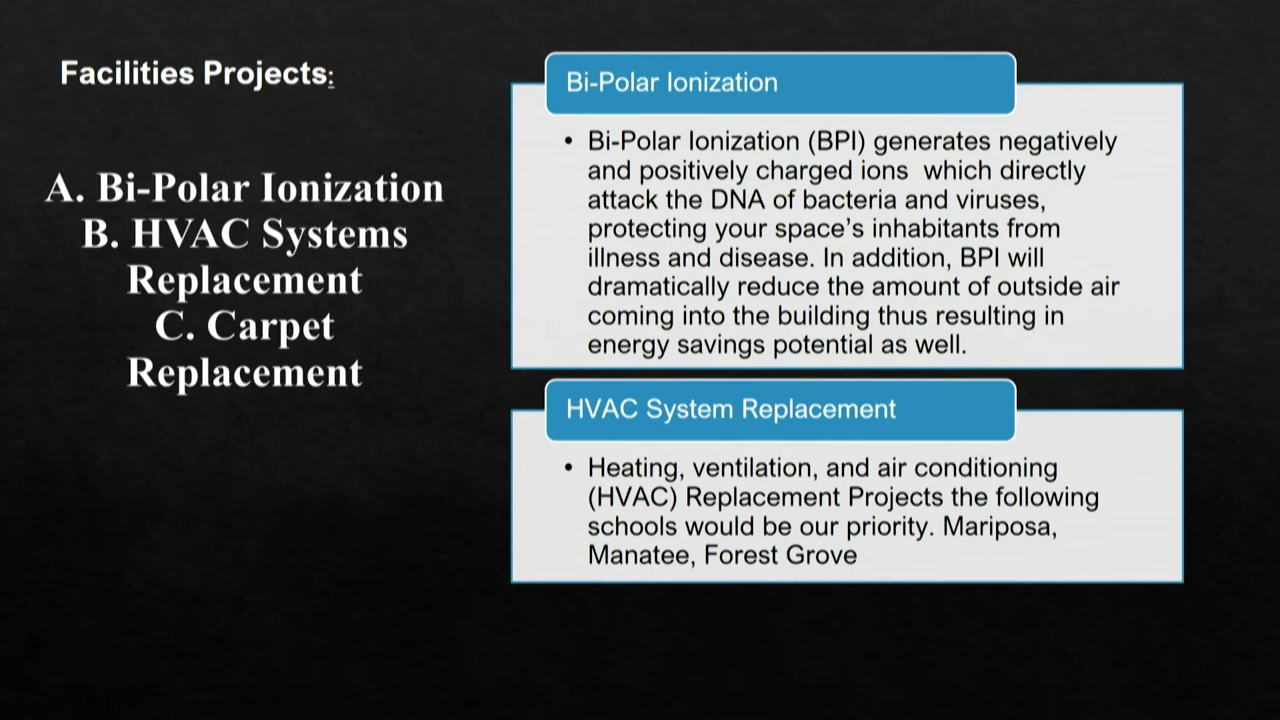 Facilities Projects:
A. Bi-Polar Ionization
B. HVAC Systems
Replacement
C. Carpet
Replacement
Bi-Polar Ionization
• Bi-Polar Ionization (BPI) generates negatively
and positively charged ions  which directly
attack the DNA of bacteria and viruses,
protecting your space’s inhabitants from
illness and disease. In addition, BPI will
dramatically reduce the amount of outside air
coming into the building thus resulting in
energy savings potential as well.
HVAC System Replacement
• Heating, ventilation, and air conditioning
(HVAC) Replacement Projects the following
schools would be our priority. Mariposa,
Manatee, Forest Grove